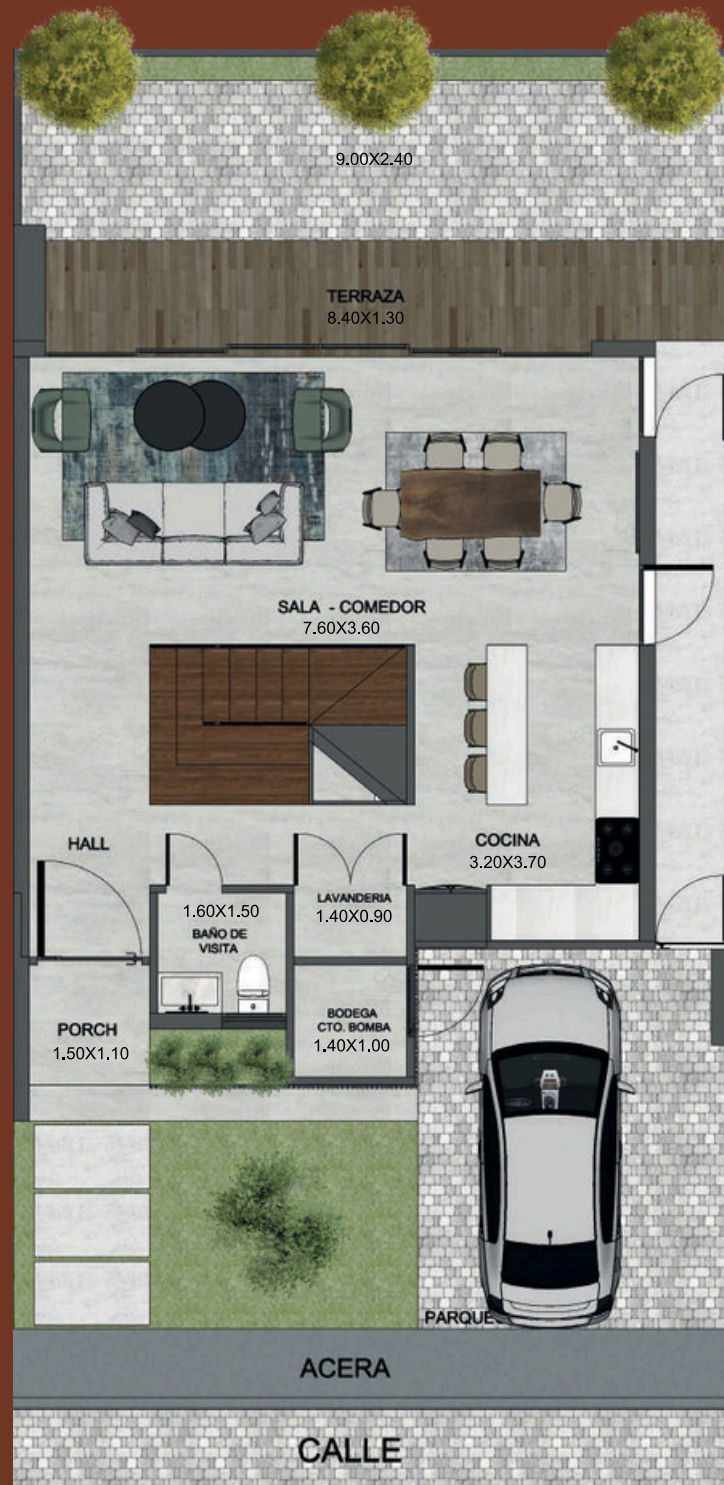 9.00X2.40
TERRAZA
8.40X1.30
SALA - COMEDOR
7.60X3.60
HALL
COCINA
3.20X3.70
1.60X1.50
BAÑO DE
VISITA
LAVANDERIA
1.40X0.90
PORCH
1.50X1.10
BODEGA
CTO. BOMBA
1.40X1.00
PARQUE
ACERA
CALLE